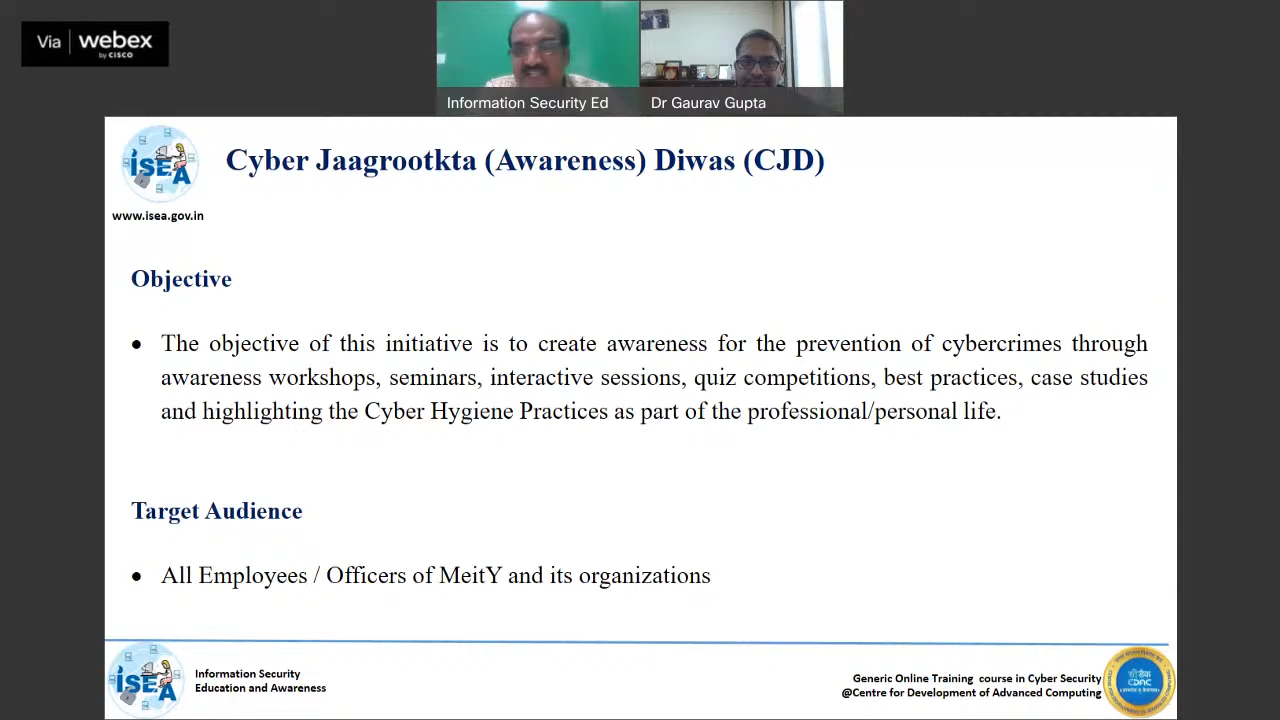 Via webex
by CISCO
Information Security Ed
Dr Gaurav Gupta
iSEA
Cyber Jaagrootkta (Awareness) Diwas (CJD)
www.isea.gov.in
Objective
• The objective of this initiative is to create awareness for the prevention of cybercrimes through
awareness workshops, seminars, interactive sessions, quiz competitions, best practices, case studies
and highlighting the Cyber Hygiene Practices as part of the professional/personal life.
Target Audience
• All Employees / Officers of MeitY and its organizations
iSEA
Information Security
Education and Awareness
Generic Online Training course in Cyber Security
@Centre for Development of Advanced Computing
सी डैक
CDAC